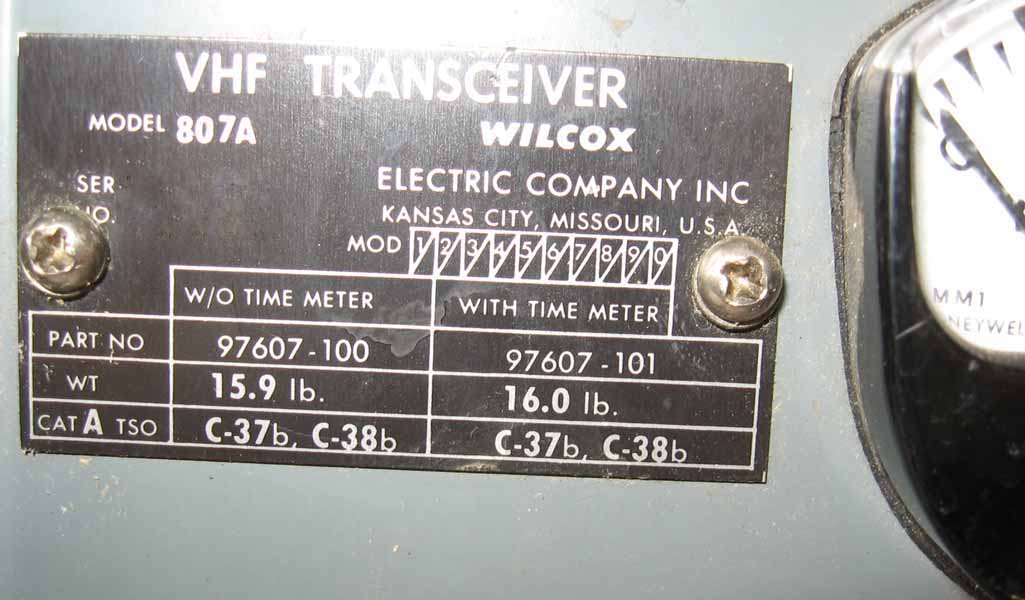 VHF TRANSCEIVER
MODEL 807A WILCOX
SER NO.
ELECTRIC COMPANY INC
KANSAS CITY, MISSOURI, U.S.A.
MOD 1 2 3 4 5 6 7 8 9 0
W/O TIME METER WITH TIME METER
PART NO 97607-100 97607-101
WT 15.9 lb. 16.0 lb.
CAT A TSO C-37b, C-38b C-37b, C-38b
MM1